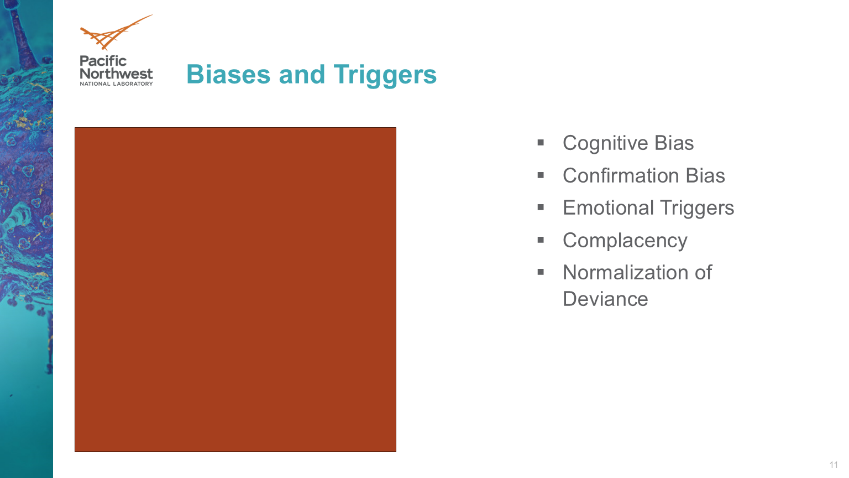 Pacific
Northwest
NATIONAL LABORATORY
Biases and Triggers
▪ Cognitive Bias
▪ Confirmation Bias
▪ Emotional Triggers
▪ Complacency
▪ Normalization of
Deviance
11